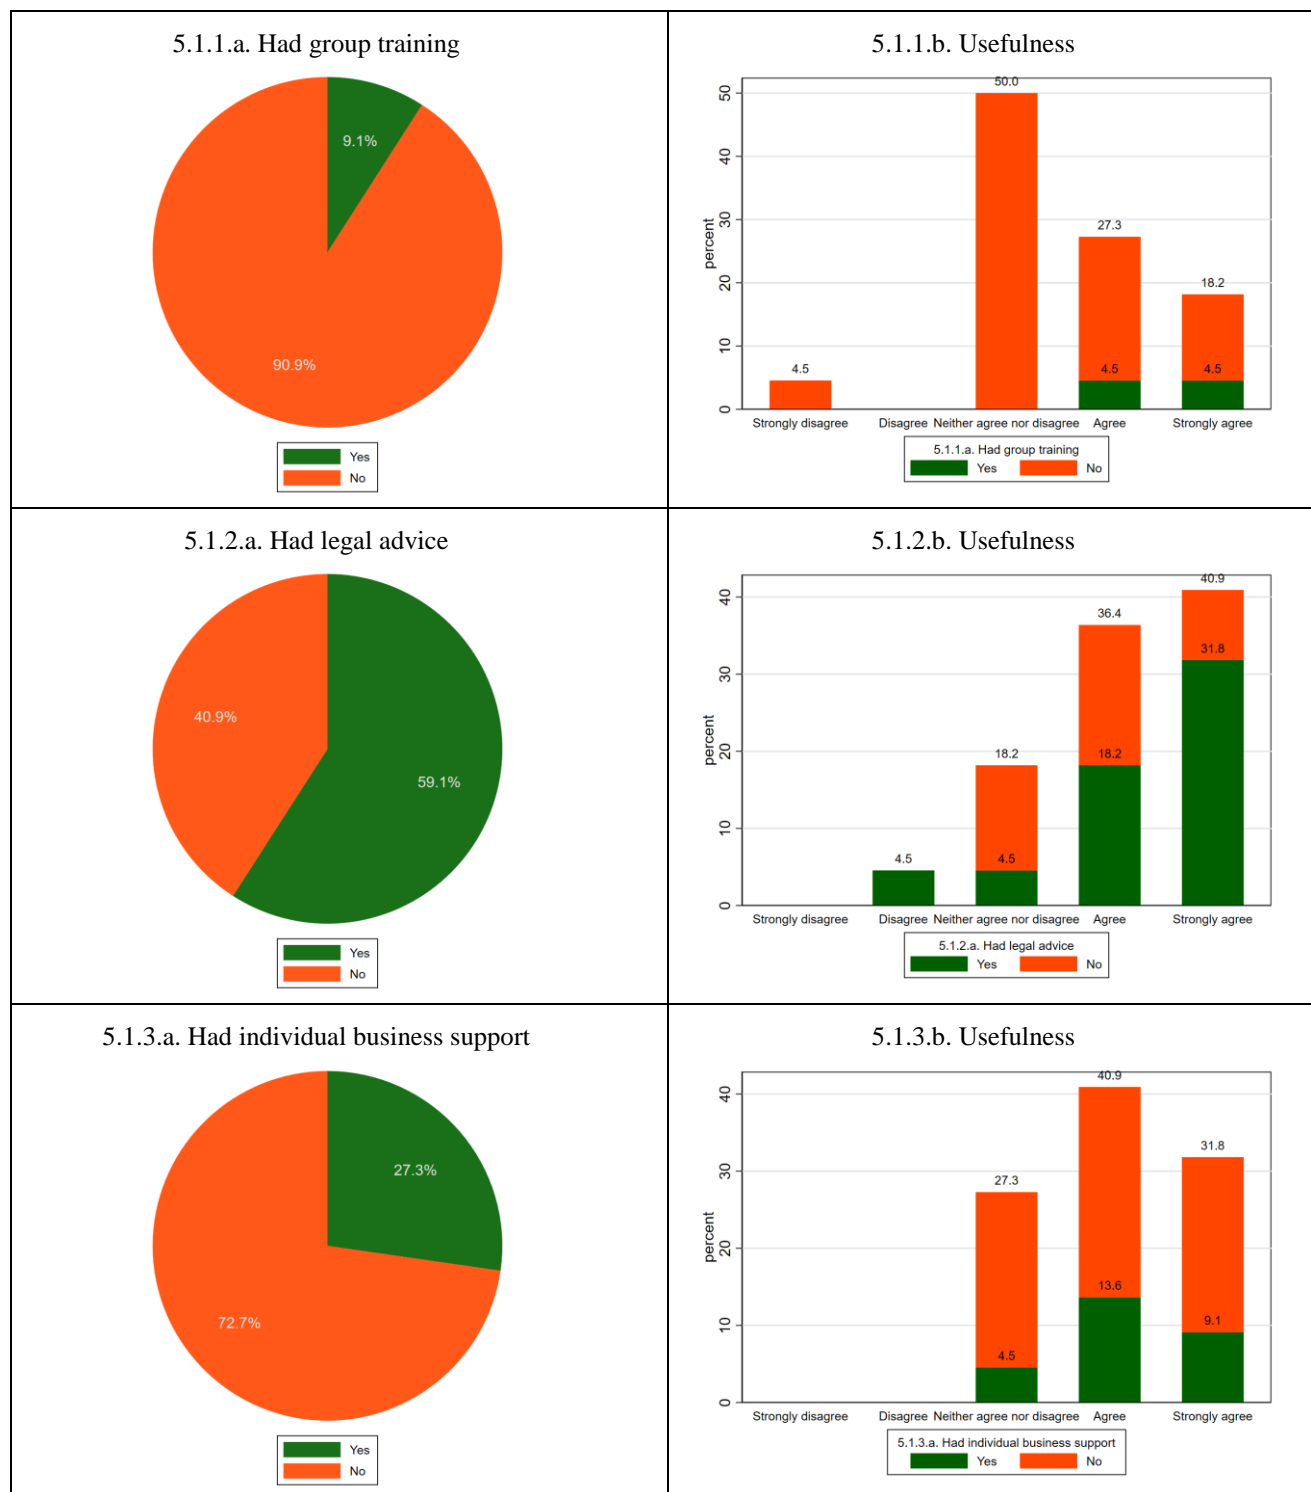 5.1.1.a. Had group training
9.1%
90.9%
Yes
No
5.1.1.b. Usefulness
percent
50
40
30
20
10
0
50.0
27.3
18.2
4.5
4.5
4.5
Strongly disagree
Disagree
Neither agree nor disagree
Agree
Strongly agree
5.1.1.a. Had group training
Yes
No
5.1.2.a. Had legal advice
40.9%
59.1%
Yes
No
5.1.2.b. Usefulness
percent
40
30
20
10
0
40.9
36.4
31.8
18.2
18.2
4.5
4.5
Strongly disagree
Disagree
Neither agree nor disagree
Agree
Strongly agree
5.1.2.a. Had legal advice
Yes
No
5.1.3.a. Had individual business support
27.3%
72.7%
Yes
No
5.1.3.b. Usefulness
percent
40
30
20
10
0
40.9
31.8
27.3
13.6
9.1
4.5
Strongly disagree
Disagree
Neither agree nor disagree
Agree
Strongly agree
5.1.3.a. Had individual business support
Yes
No